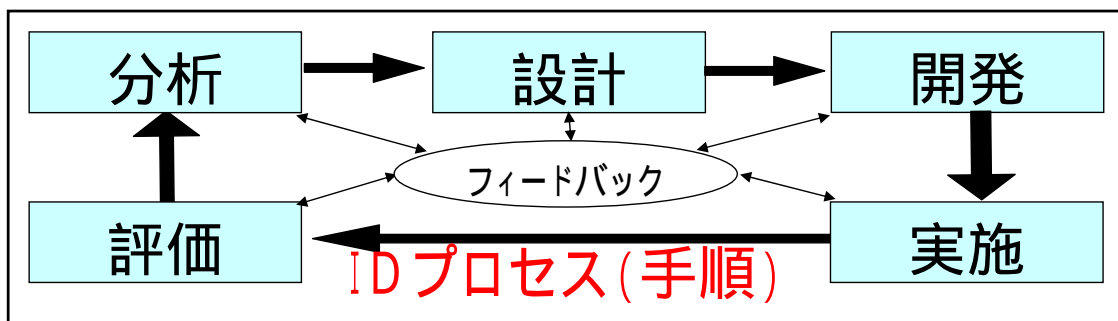 分析
設計
開発
フィードバック
評価
実施
IDプロセス(手順)